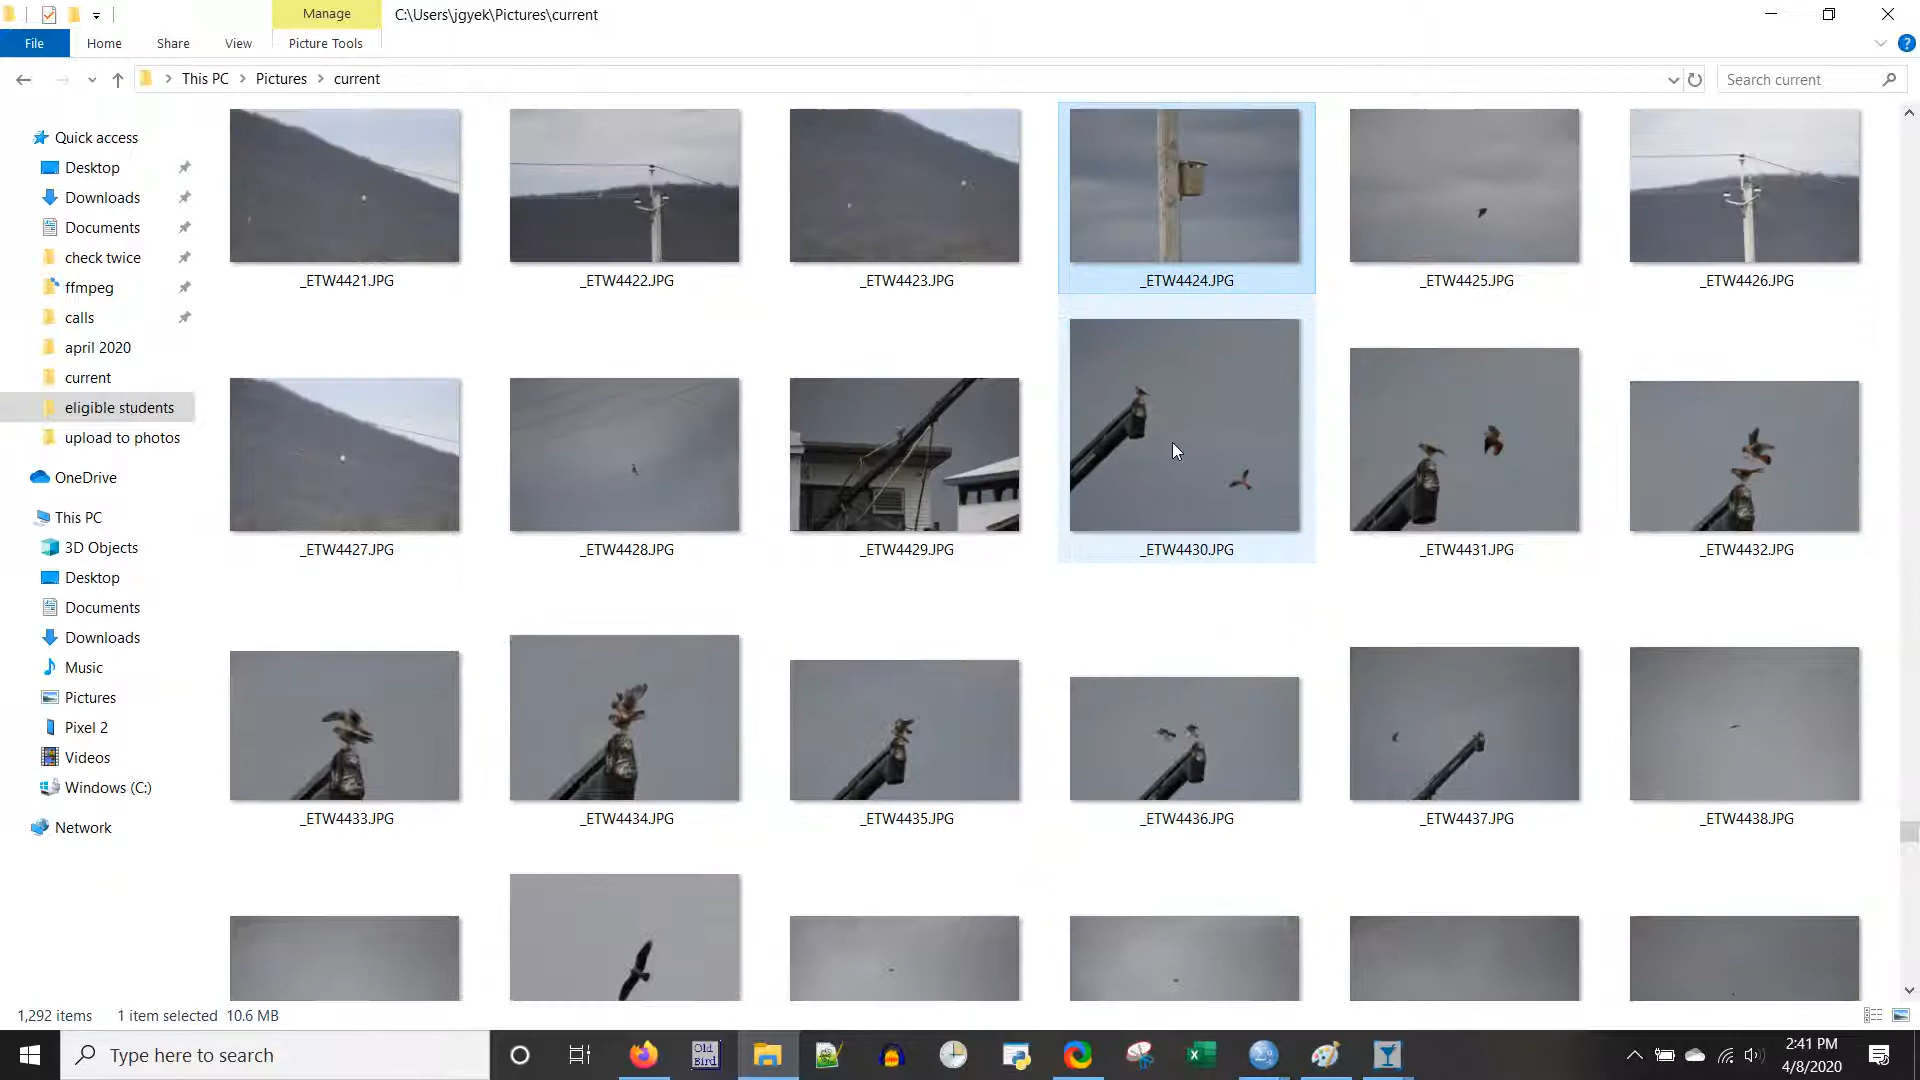 Manage
C:\Users\jgyek\Pictures\current
File
Home
Share
View
Picture Tools
This PC
Pictures
current
Search current
Quick access
Desktop
Downloads
Documents
check twice
ffmpeg
calls
april 2020
current
eligible students
upload to photos
OneDrive
This PC
3D Objects
Desktop
Documents
Downloads
Music
Pictures
Pixel 2
Videos
Windows (C:)
Network
_ETW4421.JPG
_ETW4422.JPG
_ETW4423.JPG
_ETW4424.JPG
_ETW4425.JPG
_ETW4426.JPG
_ETW4427.JPG
_ETW4428.JPG
_ETW4429.JPG
_ETW4430.JPG
_ETW4431.JPG
_ETW4432.JPG
_ETW4433.JPG
_ETW4434.JPG
_ETW4435.JPG
_ETW4436.JPG
_ETW4437.JPG
_ETW4438.JPG
1,292 items
1 item selected 10.6 MB
Type here to search
Old
Bird
2:41 PM
4/8/2020